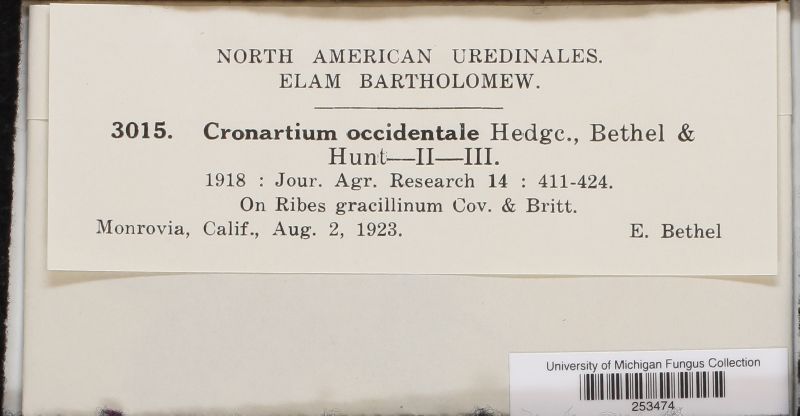 NORTH AMERICAN UREDINALES.
ELAM BARTHOLOMEW.
3015. Cronartium occidentale Hedgc., Bethel &
Hunt—II—III.
1918 : Jour. Agr. Research 14 : 411-424.
On Ribes gracillinum Cov. & Britt.
Monrovia, Calif., Aug. 2, 1923. E. Bethel
University of Michigan Fungus Collection
253474